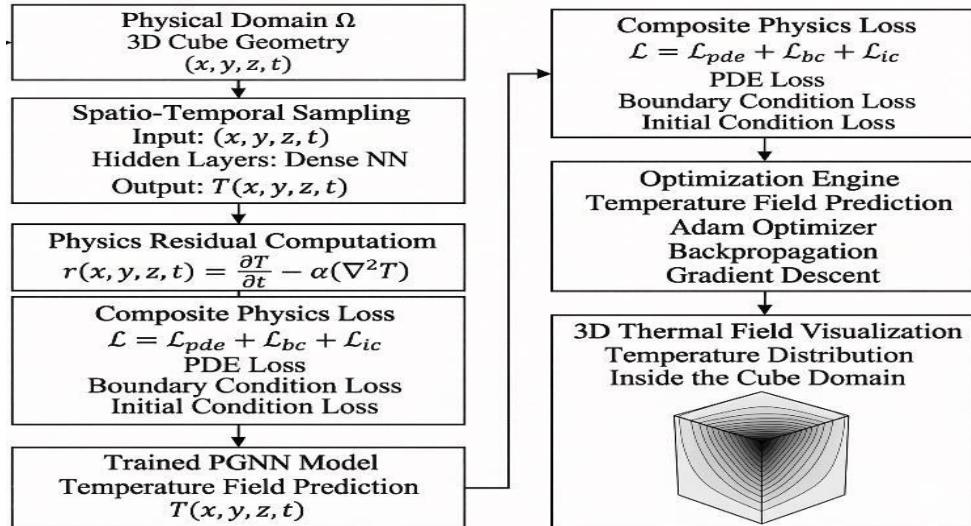 Physical Domain Ω
3D Cube Geometry
(x, y, z, t)
Spatio-Temporal Sampling
Input: (x, y, z, t)
Hidden Layers: Dense NN
Output: T(x, y, z, t)
Physics Residual Computatiom
r(x, y, z, t) = ∂T/∂t − α(∇²T)
Composite Physics Loss
ℒ = ℒ_pde + ℒ_bc + ℒ_ic
PDE Loss
Boundary Condition Loss
Initial Condition Loss
Trained PGNN Model
Temperature Field Prediction
T(x, y, z, t)
Composite Physics Loss
ℒ = ℒ_pde + ℒ_bc + ℒ_ic
PDE Loss
Boundary Condition Loss
Initial Condition Loss
Optimization Engine
Temperature Field Prediction
Adam Optimizer
Backpropagation
Gradient Descent
3D Thermal Field Visualization
Temperature Distribution
Inside the Cube Domain